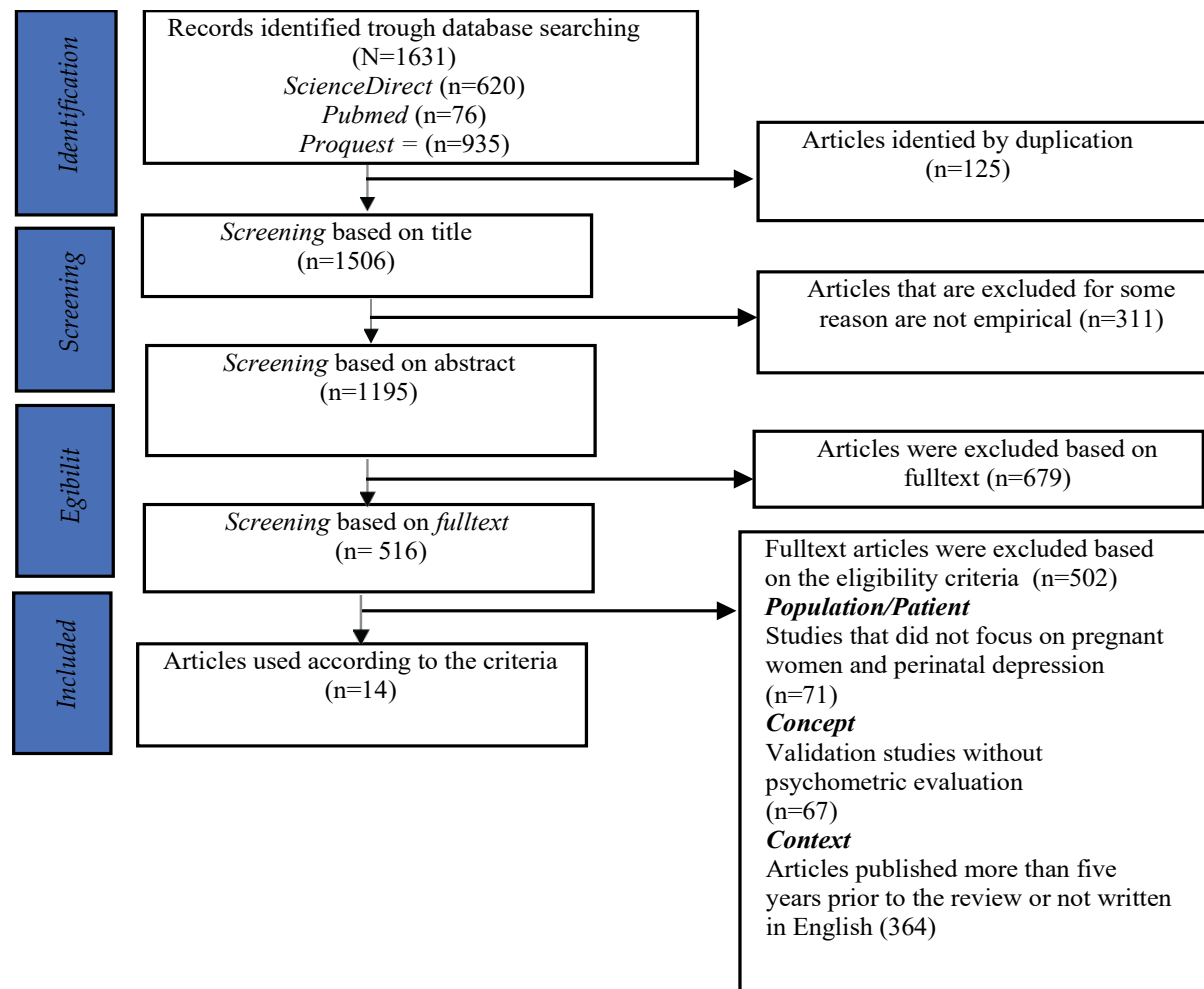 Identification
Records identified trough database searching
(N=1631)
ScienceDirect (n=620)
Pubmed (n=76)
Proquest = (n=935)
Articles identied by duplication
(n=125)
Screening
Screening based on title
(n=1506)
Articles that are excluded for some
reason are not empirical (n=311)
Screening based on abstract
(n=1195)
Egibilit
Articles were excluded based on
fulltext (n=679)
Screening based on fulltext
(n= 516)
Fulltext articles were excluded based
on the eligibility criteria (n=502)
Population/Patient
Studies that did not focus on pregnant
women and perinatal depression
(n=71)
Concept
Validation studies without
psychometric evaluation
(n=67)
Context
Articles published more than five
years prior to the review or not written
in English (364)
Included
Articles used according to the criteria
(n=14)